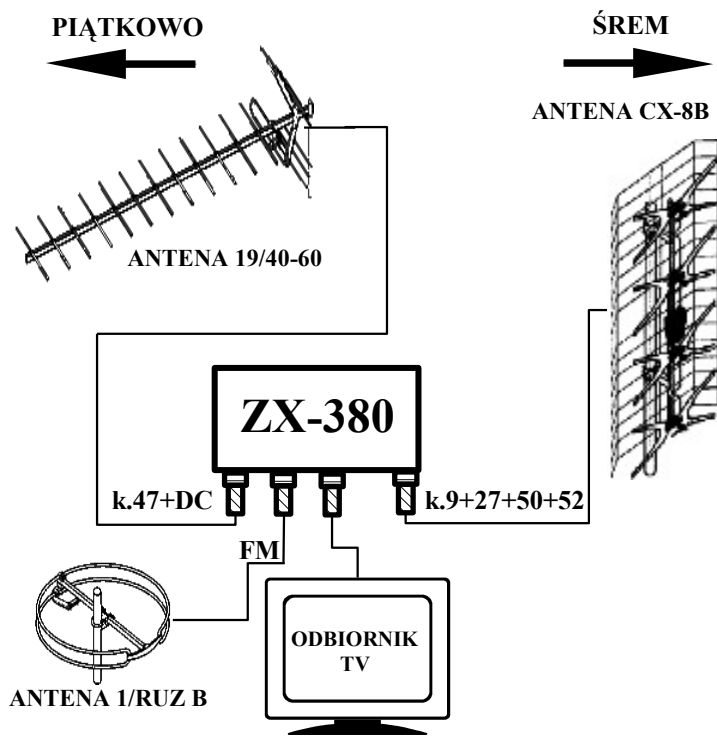 PIĄTKOWO
ŚREM
ANTENA CX-8B
ANTENA 19/40-60
ZX-380
k.47+DC
k.9+27+50+52
FM
ODBIORNIK
TV
ANTENA 1/RUZ B